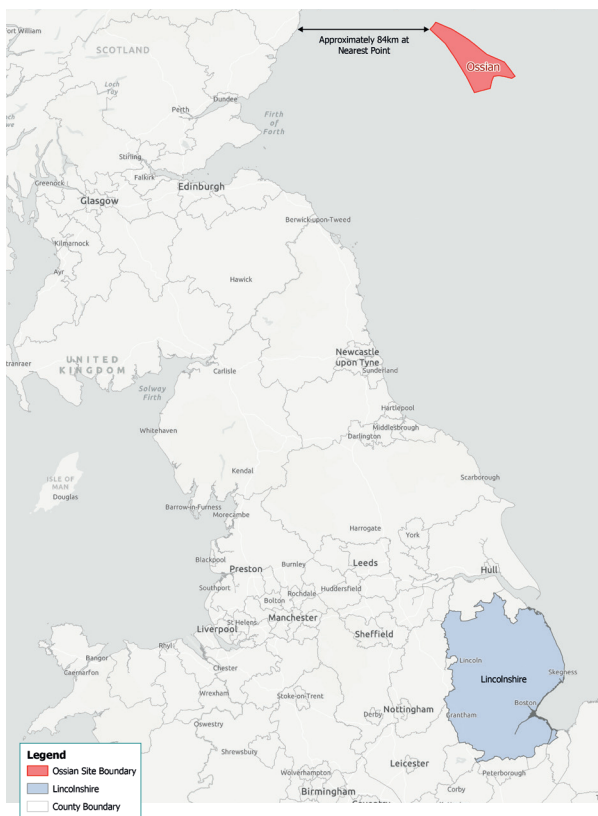 Approximately 84km at
Nearest Point
Ossian
ort William
SCOTLAND
Loch
Tay
Dundee
Perth
Firth
of
Forth
Stirling
Falkirk
Greenock
Edinburgh
Glasgow
Berwick-upon-Tweed
Kilmarnock
Hawick
Ayr
Newcastle
upon Tyne
Sunderland
UNITED
KINGDOM
tranraer
Carlisle
Solway
Firth
Hartlepool
Middlesbrough
Darlington
Whitehaven
Kendal
Scarborough
ISLE OF
MAN
Douglas
Barrow-in-Furness
Morecambe
Harrogate
York
Blackpool
Preston
Burnley
Leeds
Hull
Southport
Rochdale
Huddersfield
Bolton
Manchester
St Helens
Liverpool
Sheffield
Rhyl
Bangor
Caernarfon
Chester
Lincoln
Skegness
Lincolnshire
Wrexham
Stoke-on-Trent
Boston
Nottingham
Derby
Grantham
Oswestry
Shrewsbury
Leicester
Peterborough
Wolverhampton
Corby
Birmingham
Legend
Ossian Site Boundary
Lincolnshire
County Boundary